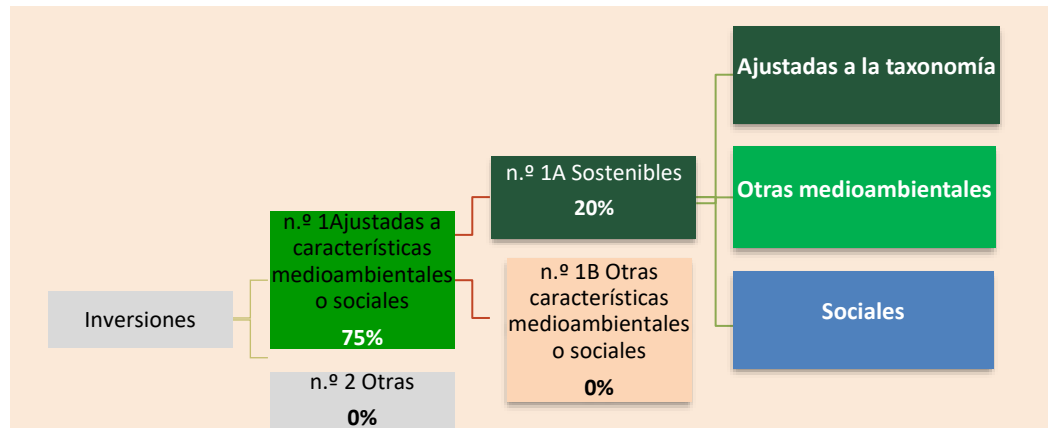 Inversiones
n.º 1Ajustadas a
características
medioambientales
o sociales
75%
n.º 2 Otras
0%
n.º 1A Sostenibles
20%
n.º 1B Otras
características
medioambientales
o sociales
0%
Ajustadas a la taxonomía
Otras medioambientales
Sociales